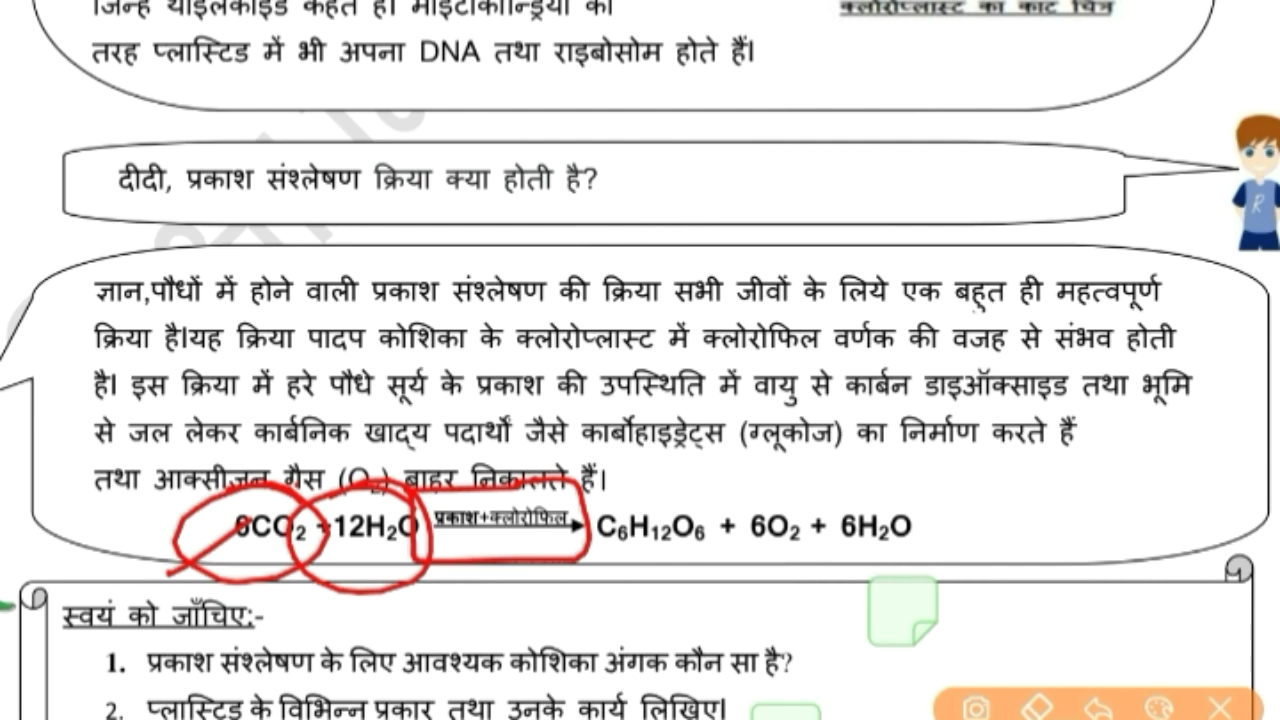 जिन्हें थाईलेकॉइड कहते हैं। माइटोकॉन्ड्रिया की
क्लोरोप्लास्ट का काट चित्र
तरह प्लास्टिड में भी अपना DNA तथा राइबोसोम होते हैं।
दीदी, प्रकाश संश्लेषण क्रिया क्या होती है?
R
ज्ञान,पौधों में होने वाली प्रकाश संश्लेषण की क्रिया सभी जीवों के लिये एक बहुत ही महत्वपूर्ण
क्रिया है।यह क्रिया पादप कोशिका के क्लोरोप्लास्ट में क्लोरोफिल वर्णक की वजह से संभव होती
है। इस क्रिया में हरे पौधे सूर्य के प्रकाश की उपस्थिति में वायु से कार्बन डाइऑक्साइड तथा भूमि
से जल लेकर कार्बनिक खाद्य पदार्थों जैसे कार्बोहाइड्रेट्स (ग्लूकोज) का निर्माण करते हैं
तथा आक्सीजन गैस (O₂) बाहर निकालते हैं।
6CO₂ +12H₂O प्रकाश+क्लोरोफिल C₆H₁₂O₆ + 6O₂ + 6H₂O
स्वयं को जाँचिए:-
1. प्रकाश संश्लेषण के लिए आवश्यक कोशिका अंगक कौन सा है?
2. प्लास्टिड के विभिन्न प्रकार तथा उनके कार्य लिखिए।